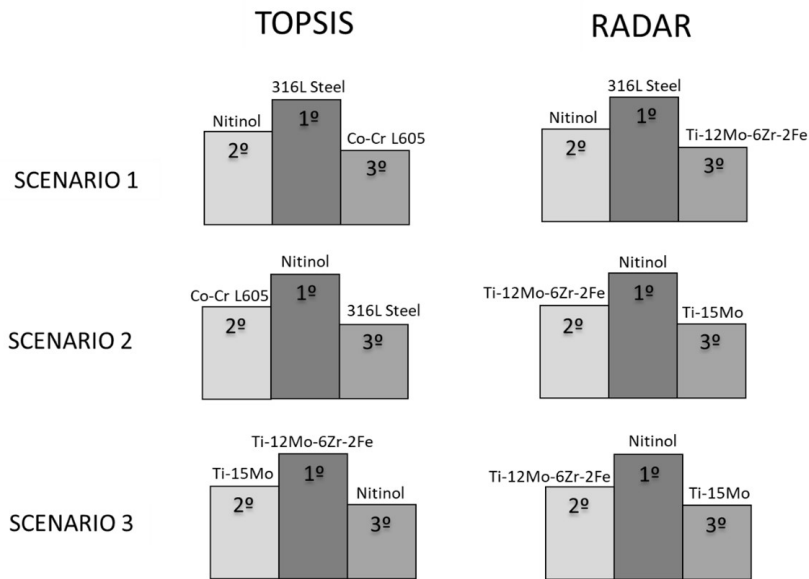 TOPSIS
RADAR
SCENARIO 1
316L Steel
1º
Nitinol
2º
Co-Cr L605
3º
316L Steel
1º
Nitinol
2º
Ti-12Mo-6Zr-2Fe
3º
SCENARIO 2
Nitinol
1º
Co-Cr L605
2º
316L Steel
3º
Nitinol
1º
Ti-12Mo-6Zr-2Fe
2º
Ti-15Mo
3º
SCENARIO 3
Ti-12Mo-6Zr-2Fe
1º
Ti-15Mo
2º
Nitinol
3º
Nitinol
1º
Ti-12Mo-6Zr-2Fe
2º
Ti-15Mo
3º